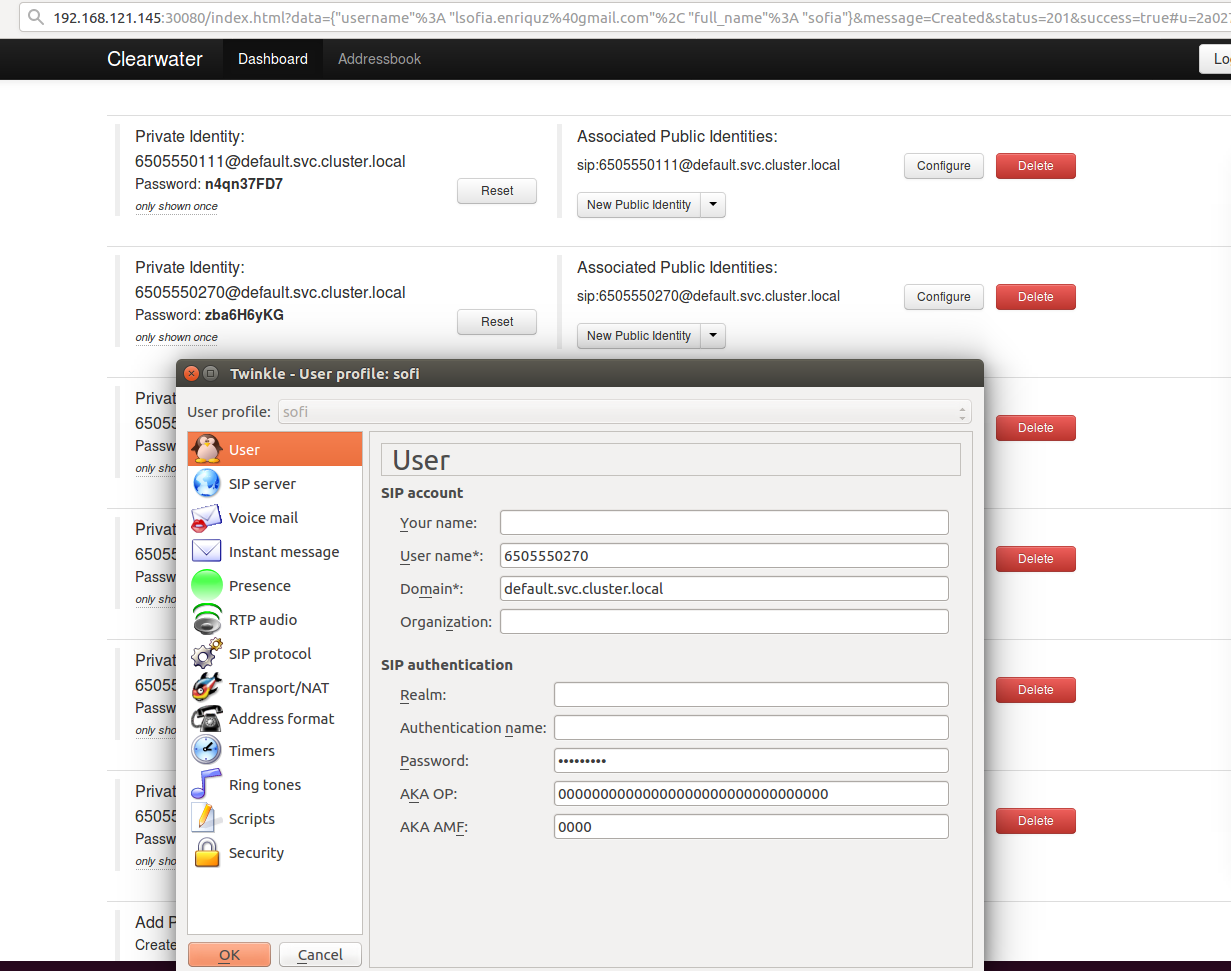 192.168.121.145:30080/index.html?data={"username"%3A "lsofia.enriquz%40gmail.com"%2C "full_name"%3A "sofia"}&message=Created&status=201&success=true#u=2a027
Clearwater Dashboard Addressbook Lo
Private Identity:
6505550111@default.svc.cluster.local
Password: n4qn37FD7
only shown once
Reset
Associated Public Identities:
sip:6505550111@default.svc.cluster.local
Configure
Delete
New Public Identity
Private Identity:
6505550270@default.svc.cluster.local
Password: zba6H6yKG
only shown once
Reset
Associated Public Identities:
sip:6505550270@default.svc.cluster.local
Configure
Delete
New Public Identity
Privat
6505
Passw
only sho
Delete
Privat
6505
Passw
only sho
Delete
Privat
6505
Passw
only sho
Delete
Privat
6505
Passw
only sho
Delete
Add P
Create
Twinkle - User profile: sofi
User profile: sofi
User
SIP server
Voice mail
Instant message
Presence
RTP audio
SIP protocol
Transport/NAT
Address format
Timers
Ring tones
Scripts
Security
OK
Cancel
User
SIP account
Your name:
User name*: 6505550270
Domain*: default.svc.cluster.local
Organization:
SIP authentication
Realm:
Authentication name:
Password: •••••••••
AKA OP: 00000000000000000000000000000000
AKA AMF: 0000